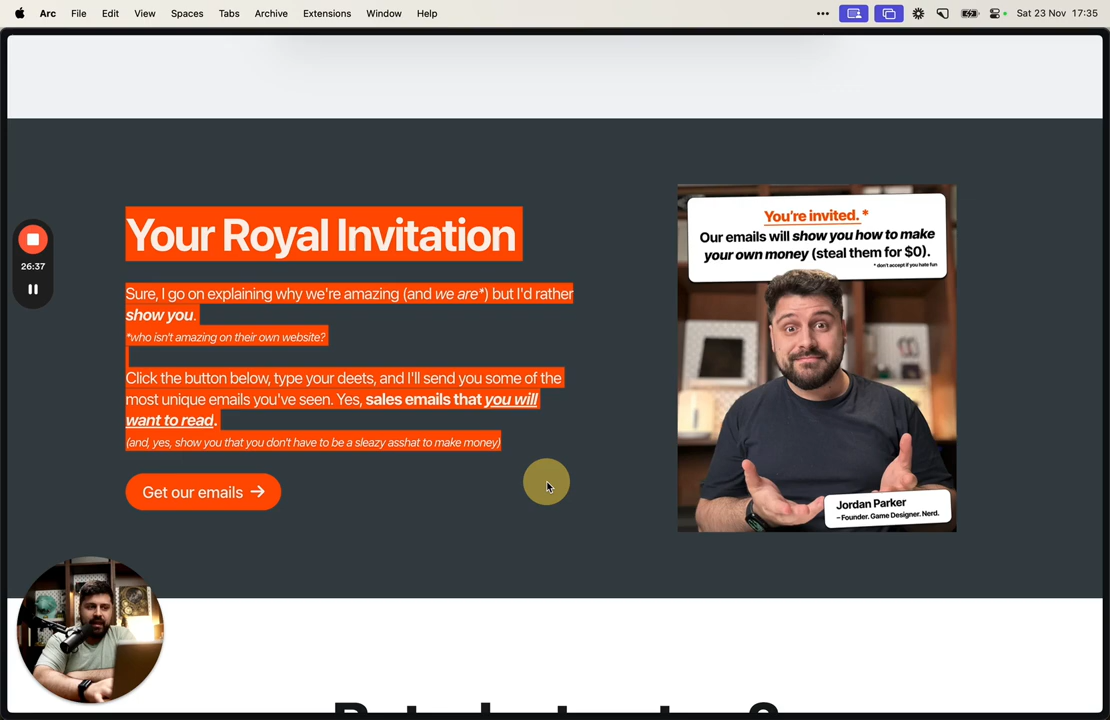 Arc File Edit View Spaces Tabs Archive Extensions Window Help Sat 23 Nov 17:35
26:37
Your Royal Invitation
Sure, I go on explaining why we're amazing (and we are*) but I'd rather
show you.
*who isn't amazing on their own website?
Click the button below, type your deets, and I'll send you some of the
most unique emails you've seen. Yes, sales emails that you will
want to read.
(and, yes, show you that you don't have to be a sleazy asshat to make money)
Get our emails →
You're invited. *
Our emails will show you how to make
your own money (steal them for $0).
* don't accept if you hate fun
Jordan Parker
– Founder. Game Designer. Nerd.